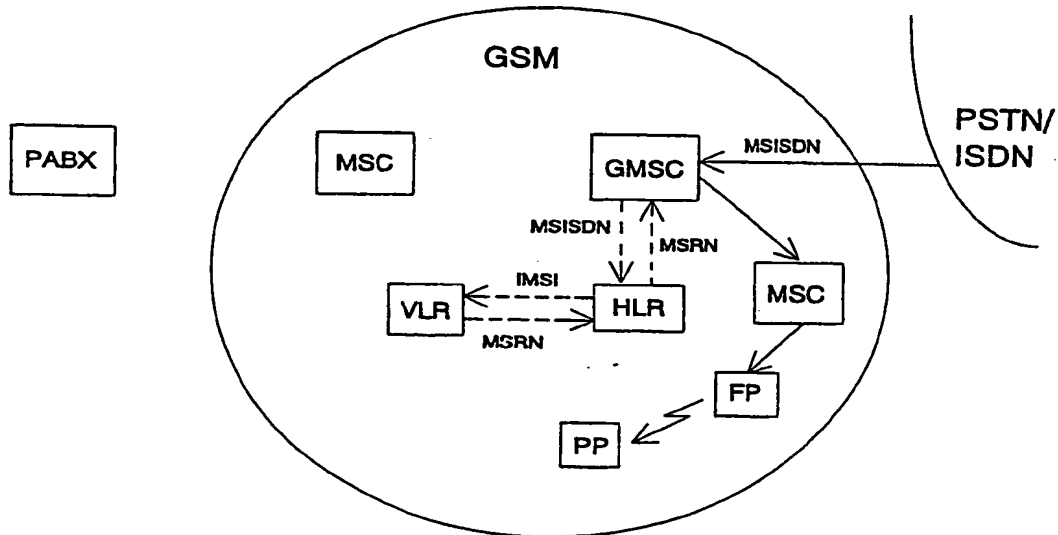 GSM
PABX
MSC
GMSC
MSISDN
PSTN/
ISDN
MSISDN
MSRN
IMSI
VLR
HLR
MSC
MSRN
FP
PP